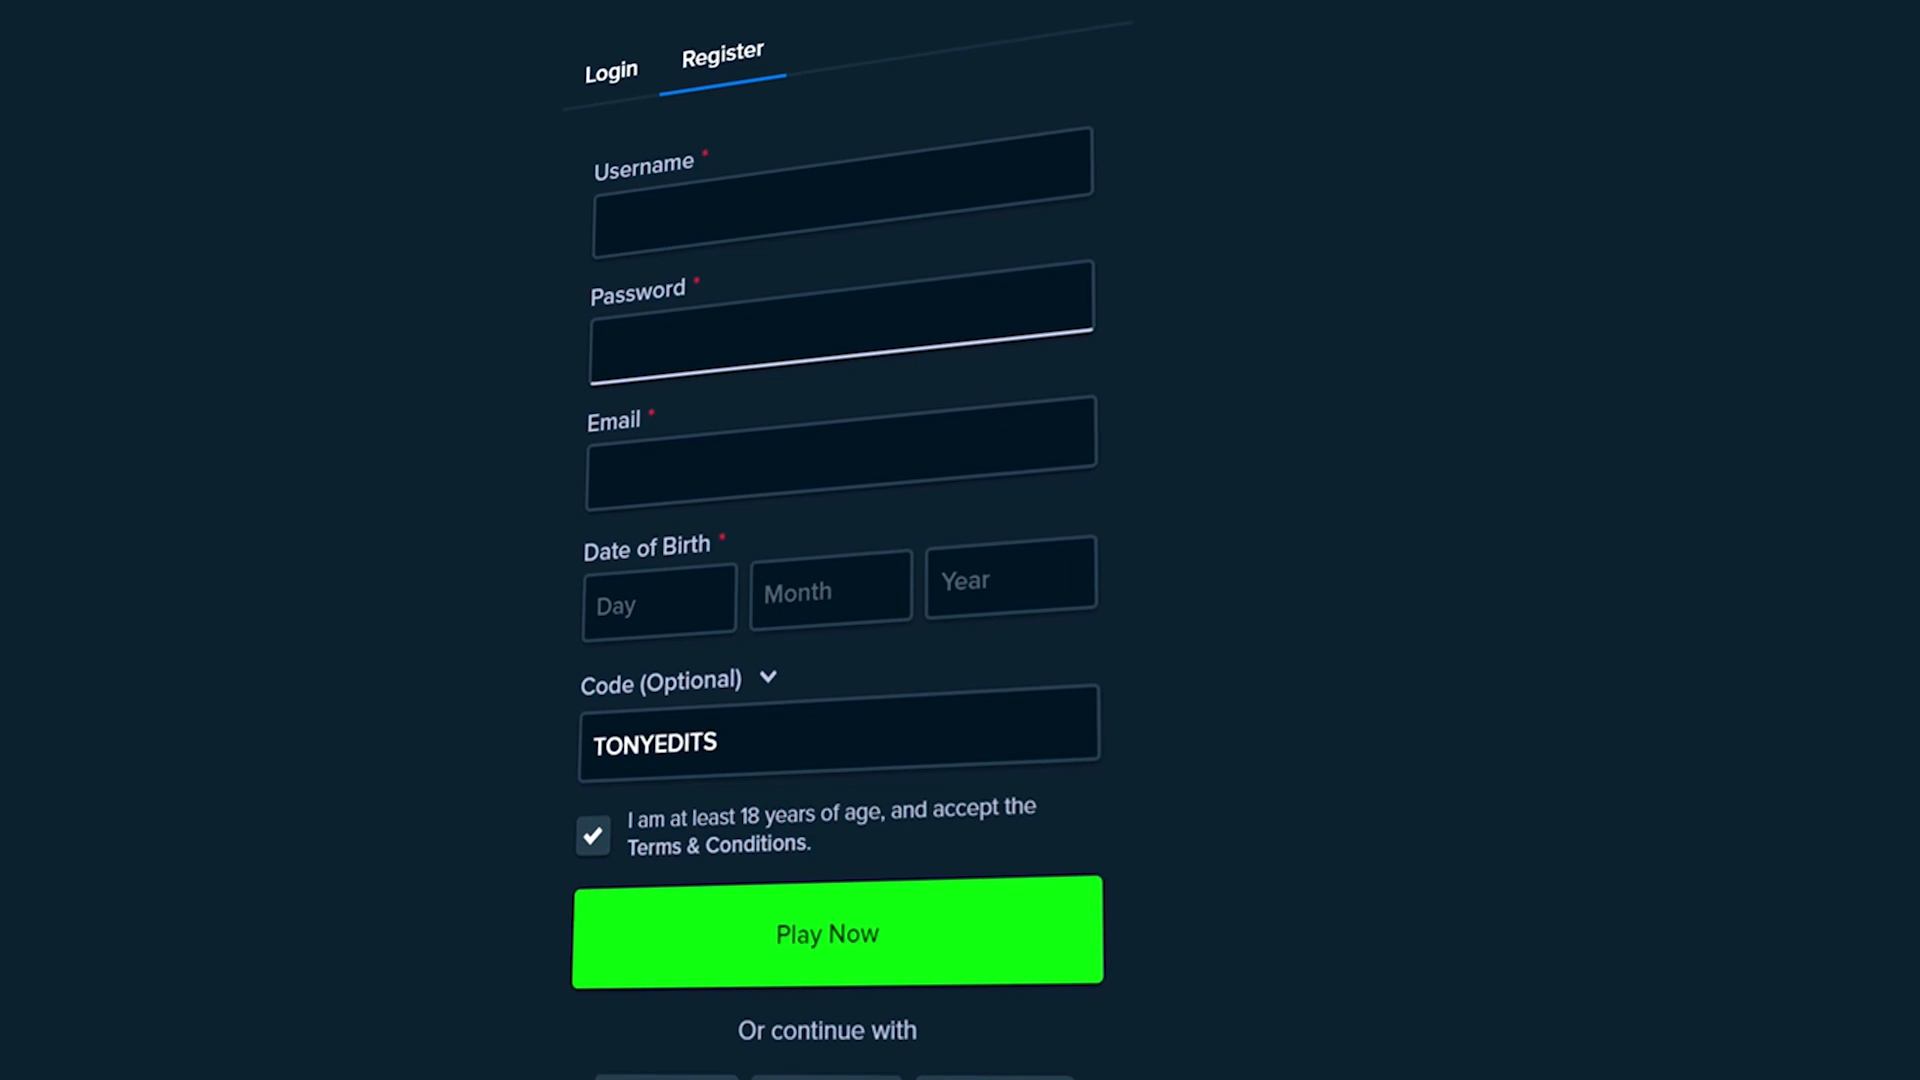 Login
Register
Username *
Password *
Email *
Date of Birth *
Day
Month
Year
Code (Optional)
TONYEDITS
I am at least 18 years of age, and accept the
Terms & Conditions.
Play Now
Or continue with